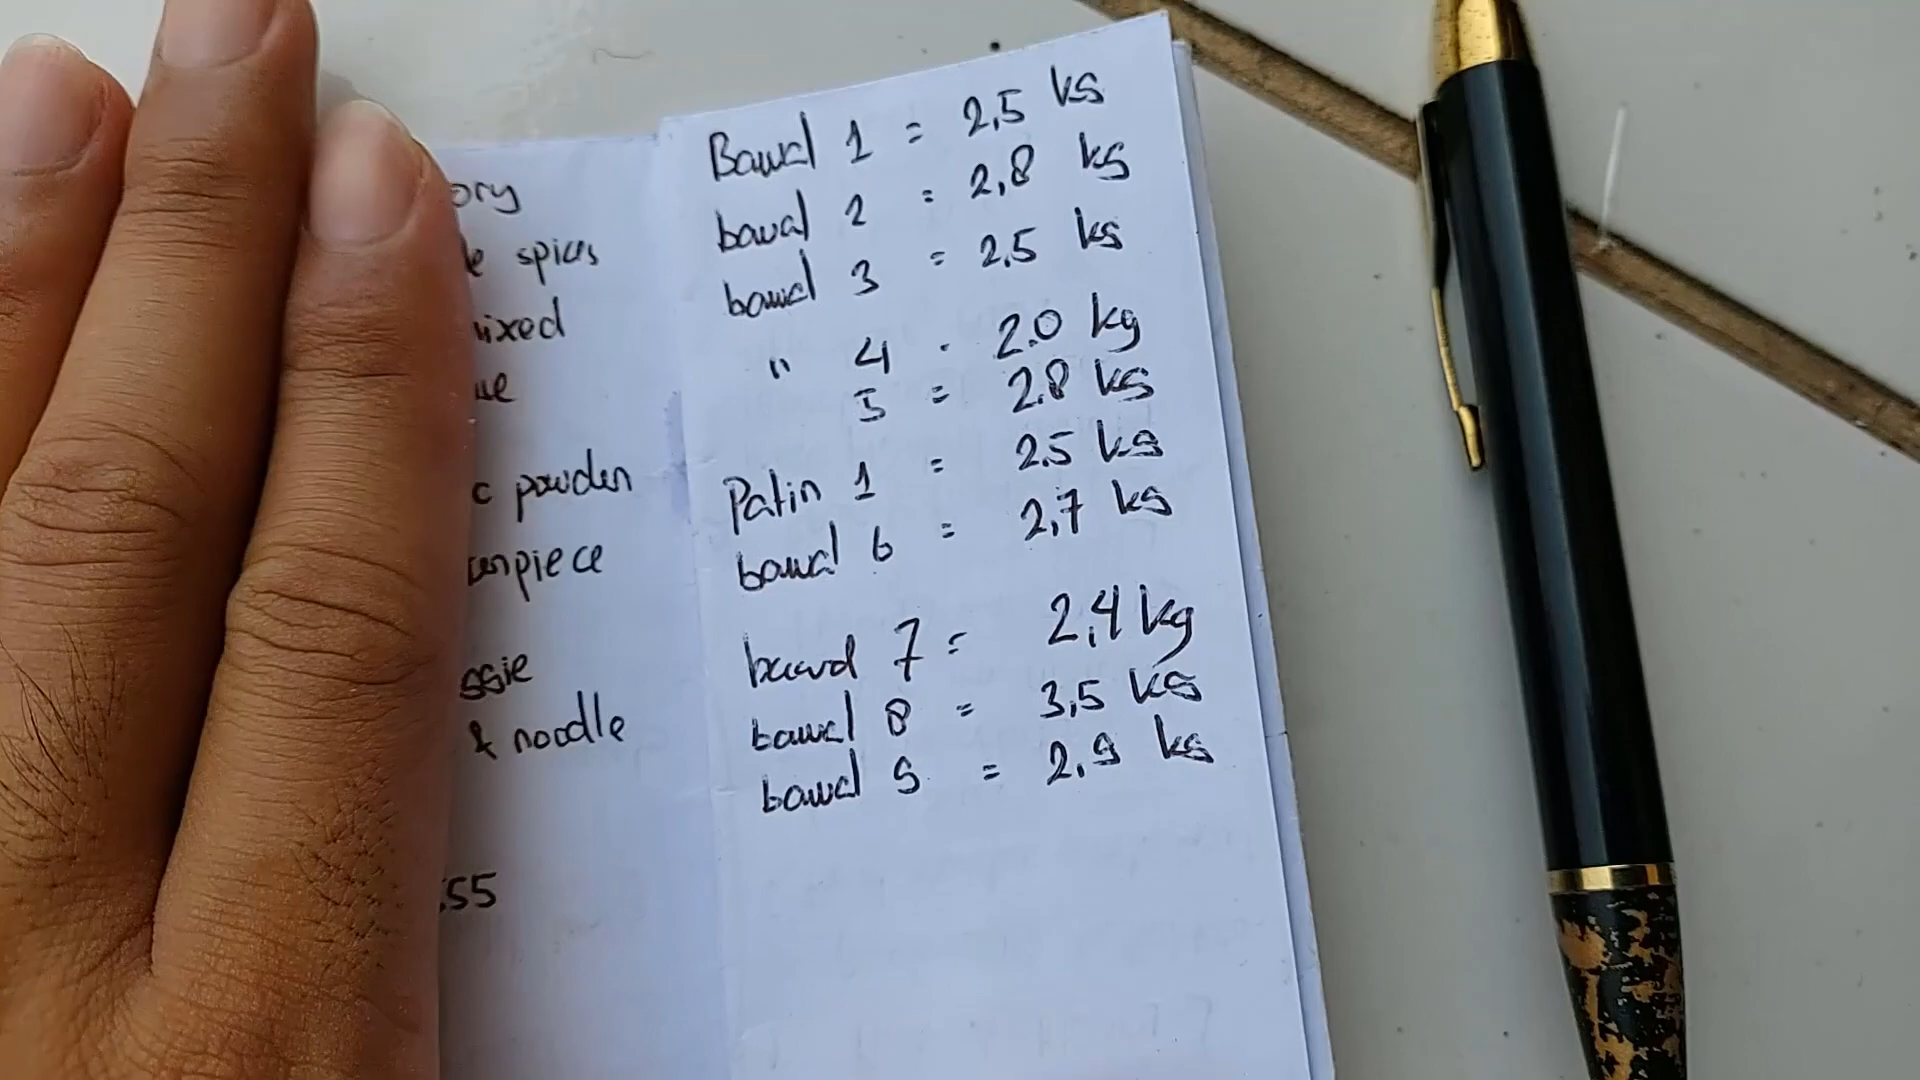 ory
spices
ixed
ue
c powder
piece
ssie
& noodle
55
Bawal 1 = 2,5 kg
bawal 2 = 2,8 kg
bawal 3 = 2,5 kg
" 4 = 2.0 kg
5 = 2.8 kg
Patin 1 = 2.5 kg
bawal 6 = 2,7 kg
bawal 7 = 2,4 kg
bawal 8 = 3,5 kg
bawal 9 = 2,9 kg